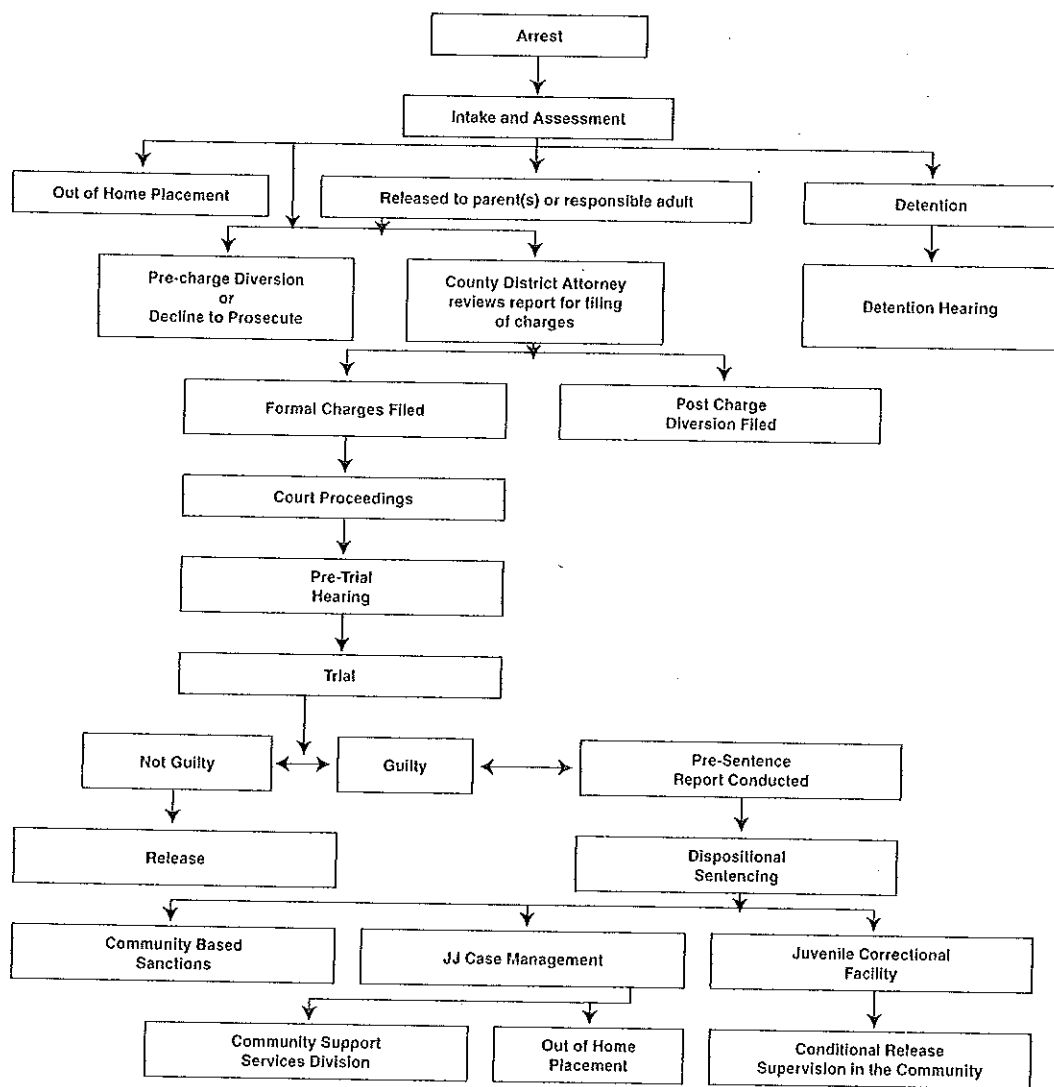 Arrest
Intake and Assessment
Out of Home Placement
Released to parent(s) or responsible adult
Detention
Pre-charge Diversion
or
Decline to Prosecute
County District Attorney
reviews report for filing
of charges
Detention Hearing
Formal Charges Filed
Post Charge
Diversion Filed
Court Proceedings
Pre-Trial
Hearing
Trial
Not Guilty
Guilty
Pre-Sentence
Report Conducted
Release
Dispositional
Sentencing
Community Based
Sanctions
JJ Case Management
Juvenile Correctional
Facility
Community Support
Services Division
Out of Home
Placement
Conditional Release
Supervision in the Community